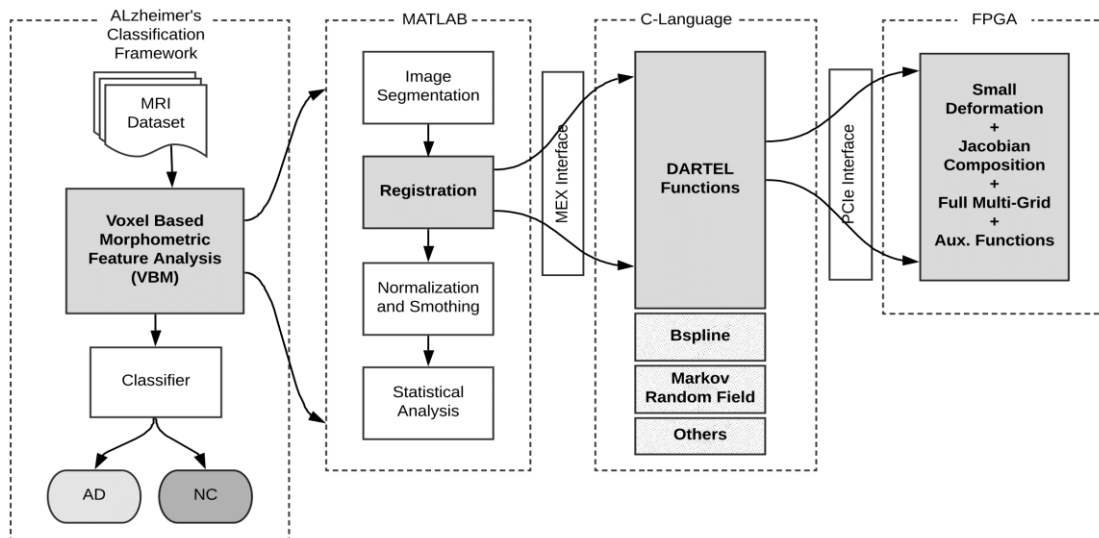 ALzheimer's
Classification
Framework
MRI
Dataset
Voxel Based
Morphometric
Feature Analysis
(VBM)
Classifier
AD
NC
MATLAB
Image
Segmentation
Registration
Normalization
and Smothing
Statistical
Analysis
MEX Interface
C-Language
DARTEL
Functions
Bspline
Markov
Random Field
Others
PCIe Interface
FPGA
Small
Deformation
+
Jacobian
Composition
+
Full Multi-Grid
+
Aux. Functions